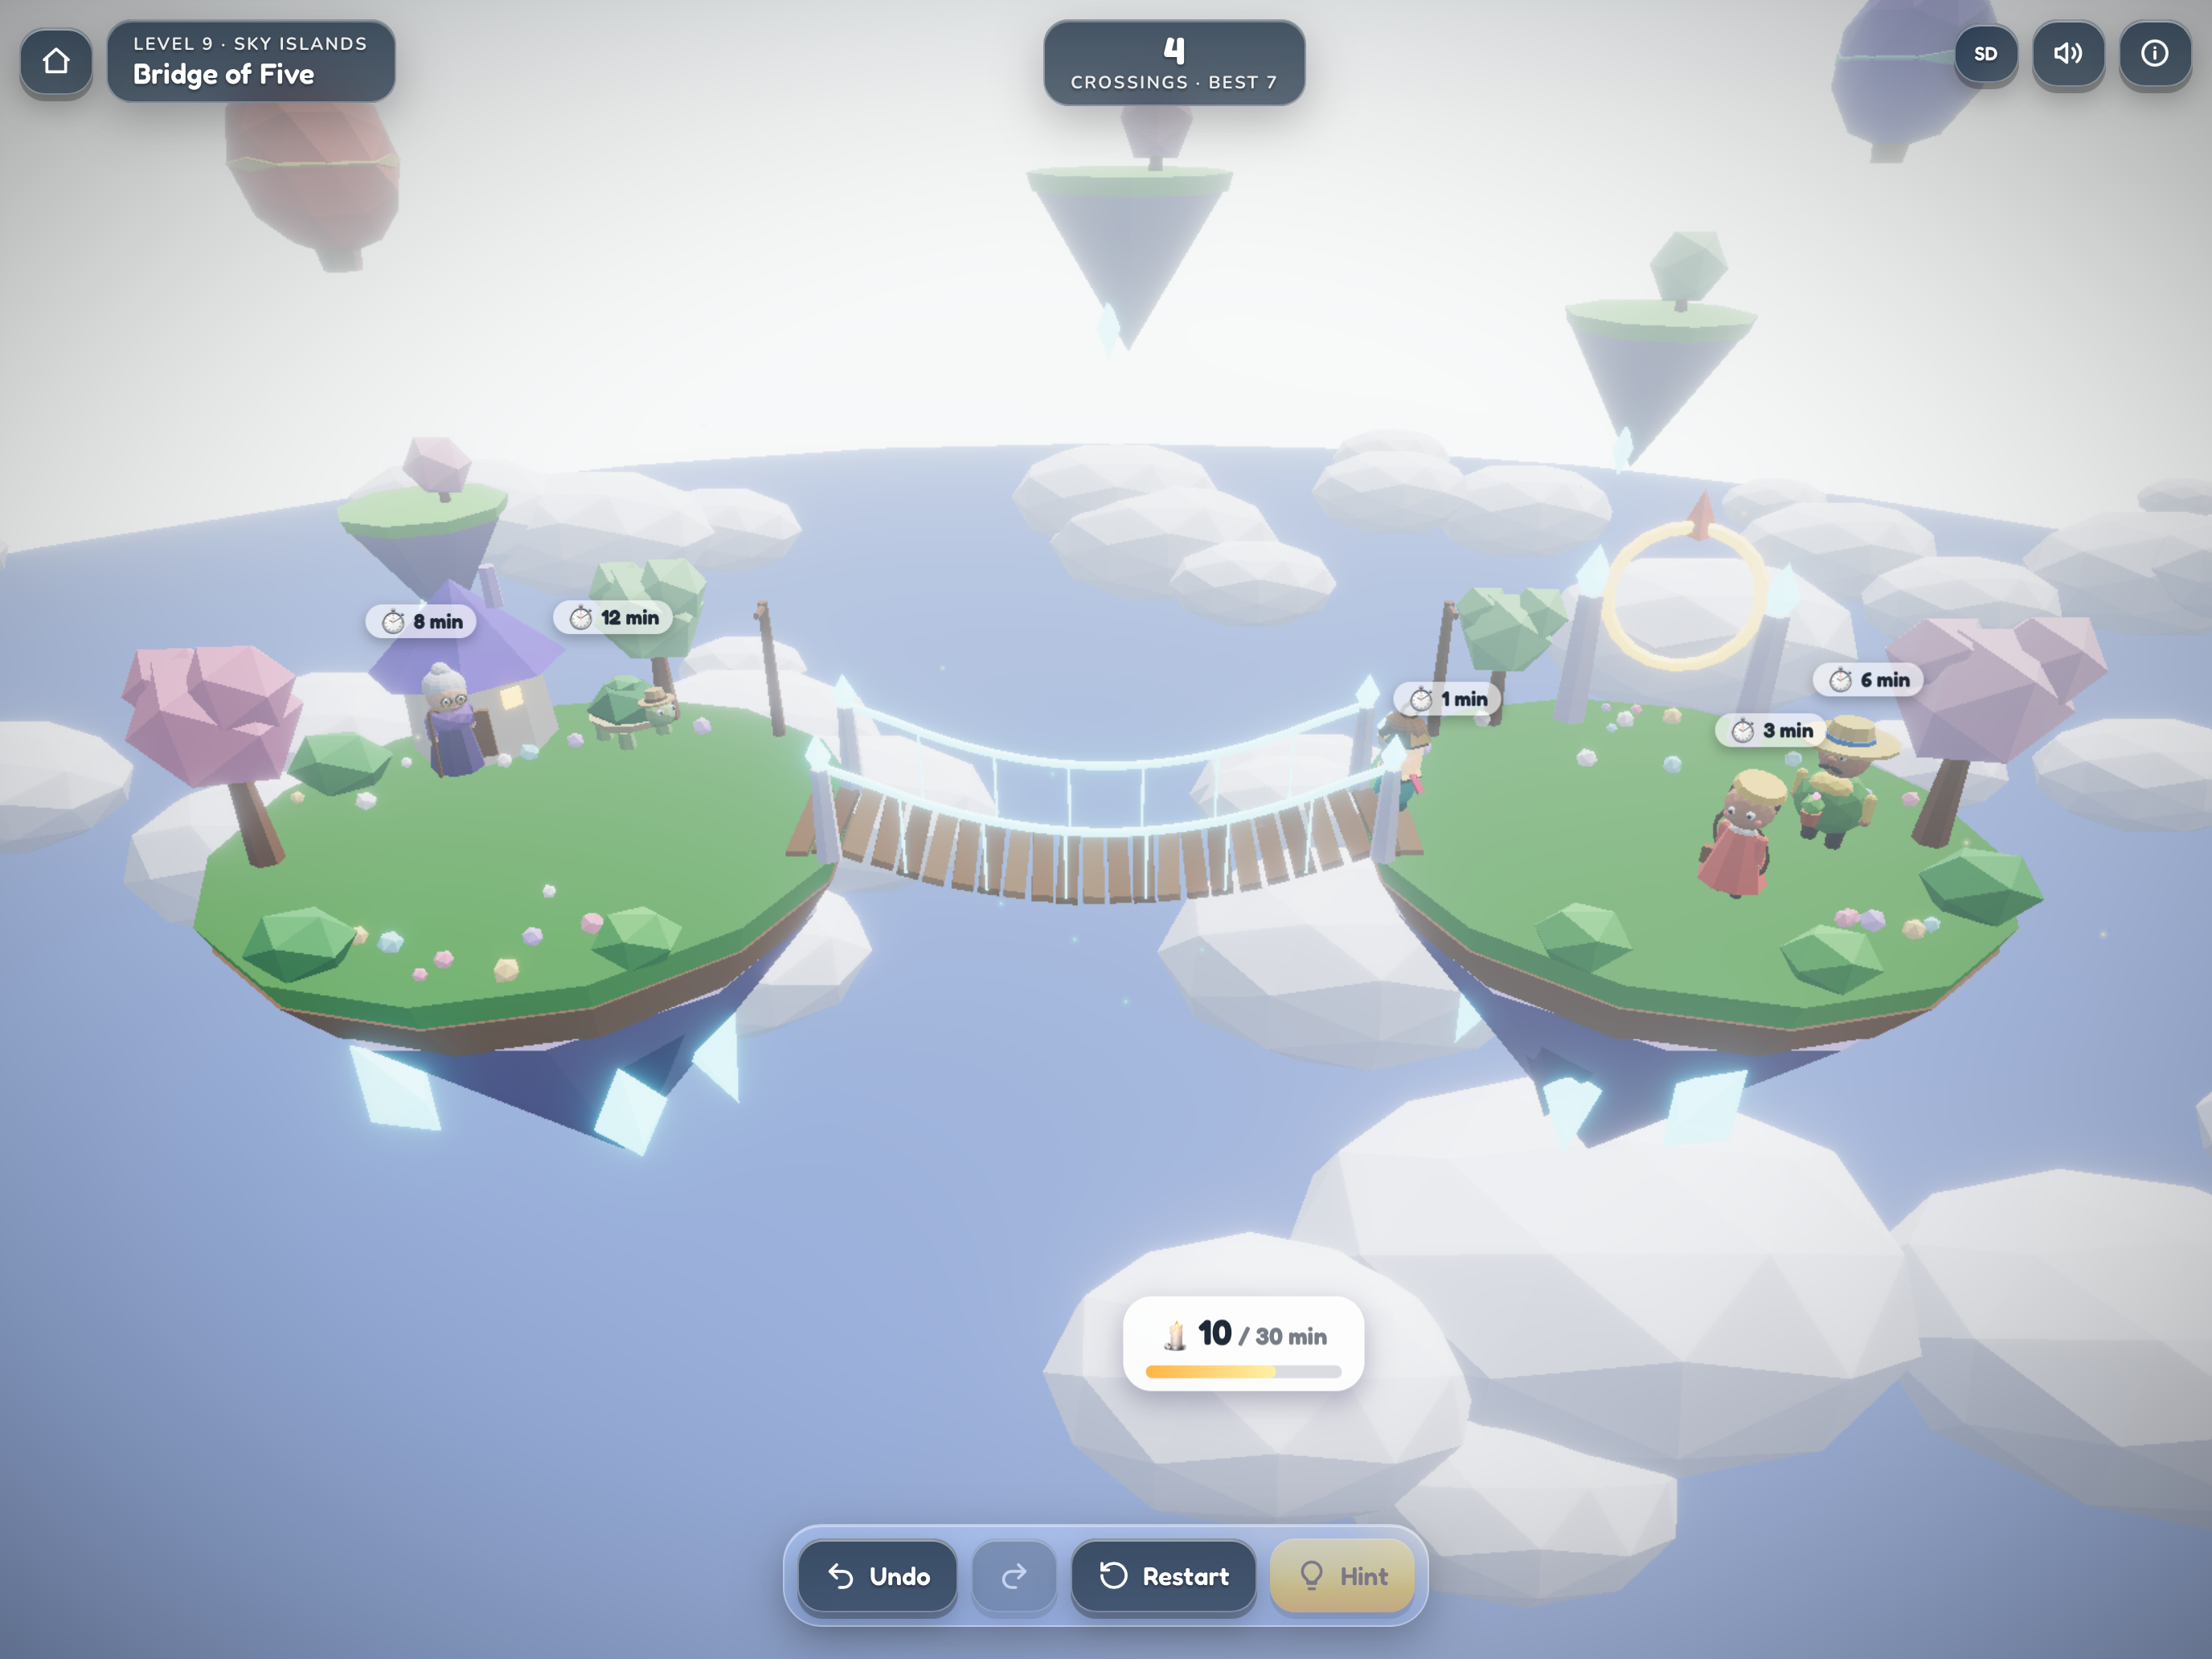 LEVEL 9 · SKY ISLANDS
Bridge of Five
4
CROSSINGS · BEST 7
SD
8 min
12 min
1 min
6 min
3 min
10 / 30 min
Undo
Restart
Hint